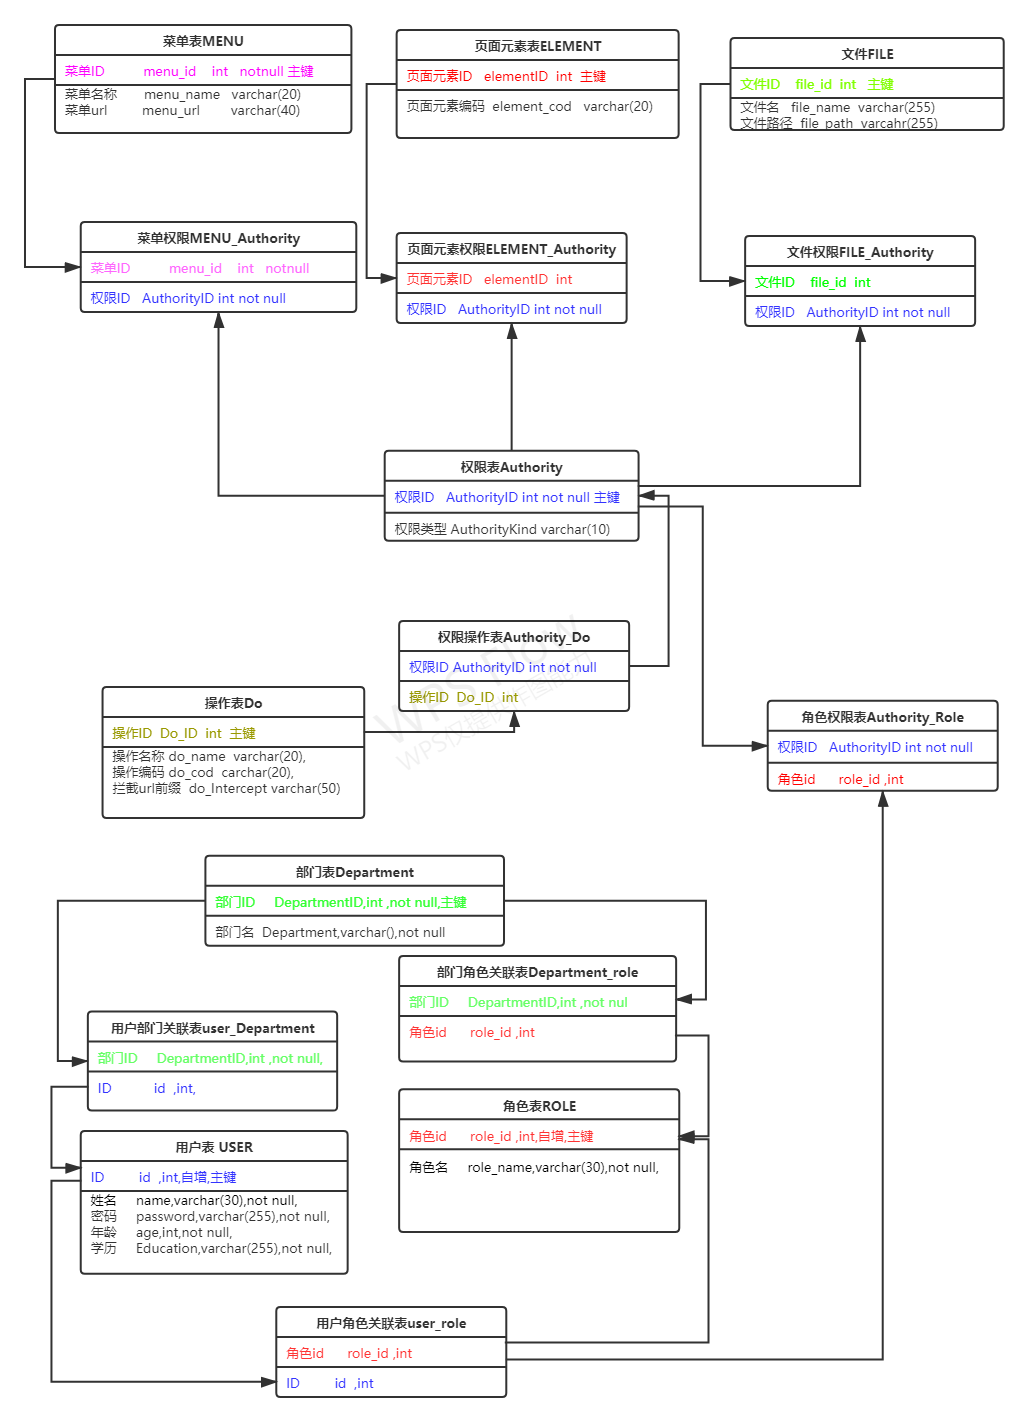 菜单表MENU
菜单ID menu_id int notnull 主键
菜单名称 menu_name varchar(20)
菜单url menu_url varchar(40)
页面元素表ELEMENT
页面元素ID elementID int 主键
页面元素编码 element_cod varchar(20)
文件FILE
文件ID file_id int 主键
文件名 file_name varchar(255)
文件路径 file_path varcahr(255)
菜单权限MENU_Authority
菜单ID menu_id int notnull
权限ID AuthorityID int not null
页面元素权限ELEMENT_Authority
页面元素ID elementID int
权限ID AuthorityID int not null
文件权限FILE_Authority
文件ID file_id int
权限ID AuthorityID int not null
权限表Authority
权限ID AuthorityID int not null 主键
权限类型 AuthorityKind varchar(10)
权限操作表Authority_Do
权限ID AuthorityID int not null
操作ID Do_ID int
WPS Flow
操作表Do
操作ID Do_ID int 主键
操作名称 do_name varchar(20),
操作编码 do_cod carchar(20),
拦截url前缀 do_Intercept varchar(50)
角色权限表Authority_Role
权限ID AuthorityID int not null
角色id role_id ,int
部门表Department
部门ID DepartmentID,int ,not null,主键
部门名 Department,varchar(),not null
部门角色关联表Department_role
部门ID DepartmentID,int ,not nul
角色id role_id ,int
用户部门关联表user_Department
部门ID DepartmentID,int ,not null,
ID id ,int,
角色表ROLE
角色id role_id ,int,自增,主键
角色名 role_name,varchar(30),not null,
用户表 USER
ID id ,int,自增,主键
姓名 name,varchar(30),not null,
密码 password,varchar(255),not null,
年龄 age,int,not null,
学历 Education,varchar(255),not null,
用户角色关联表user_role
角色id role_id ,int
ID id ,int